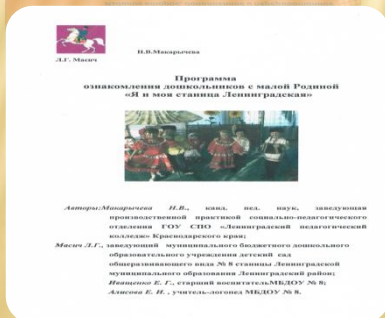 Н.В.Макарычева
Л.Г. Масич
Программа
ознакомления дошкольников с малой Родиной
«Я и моя станица Ленинградская»
Авторы:Макарычева Н.В., канд. пед. наук, заведующая
производственной практикой социально-педагогического
отделения ГОУ СПО «Ленинградский педагогический
колледж» Краснодарского края;
Масич Л.Г., заведующий муниципального бюджетного дошкольного
образовательного учреждения детский сад
общеразвивающего вида № 8 станицы Ленинградской
муниципального образования Ленинградский район;
Иващенко Е. Г., старший воспитательМБДОУ № 8;
Алисова Е. Н. , учитель-логопед МБДОУ № 8.